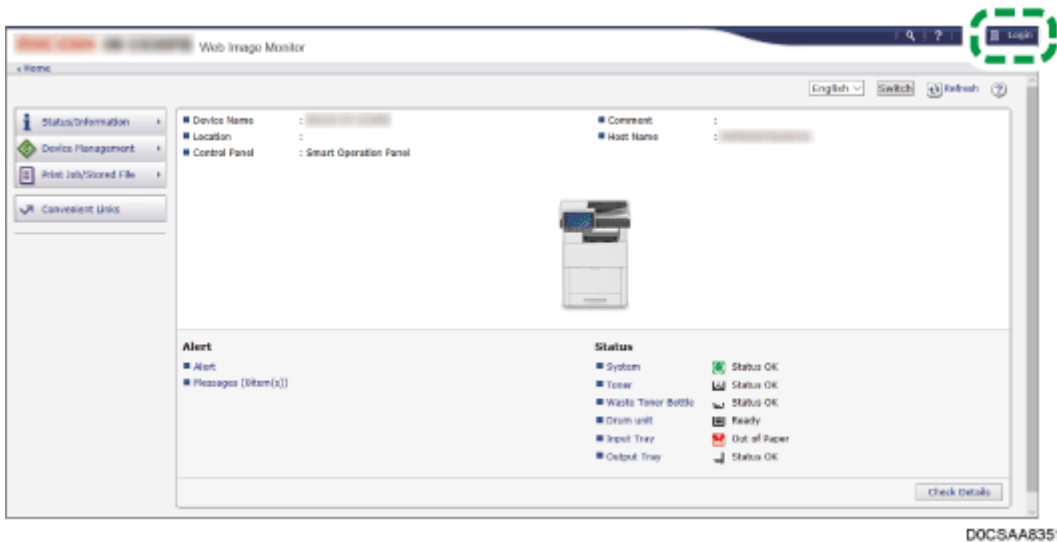 Web Image Monitor
?
Login
Home
English Switch Refresh ?
Status/Information
Device Management
Print Job/Stored File
Convenient Links
Device Name :
Location :
Control Panel : Smart Operation Panel
Comment :
Host Name :
Alert
Alert
Messages (0item(s))
Status
System Status OK
Toner Status OK
Waste Toner Bottle Status OK
Drum unit Ready
Input Tray Out of Paper
Output Tray Status OK
Check Details
D0CSAA8351